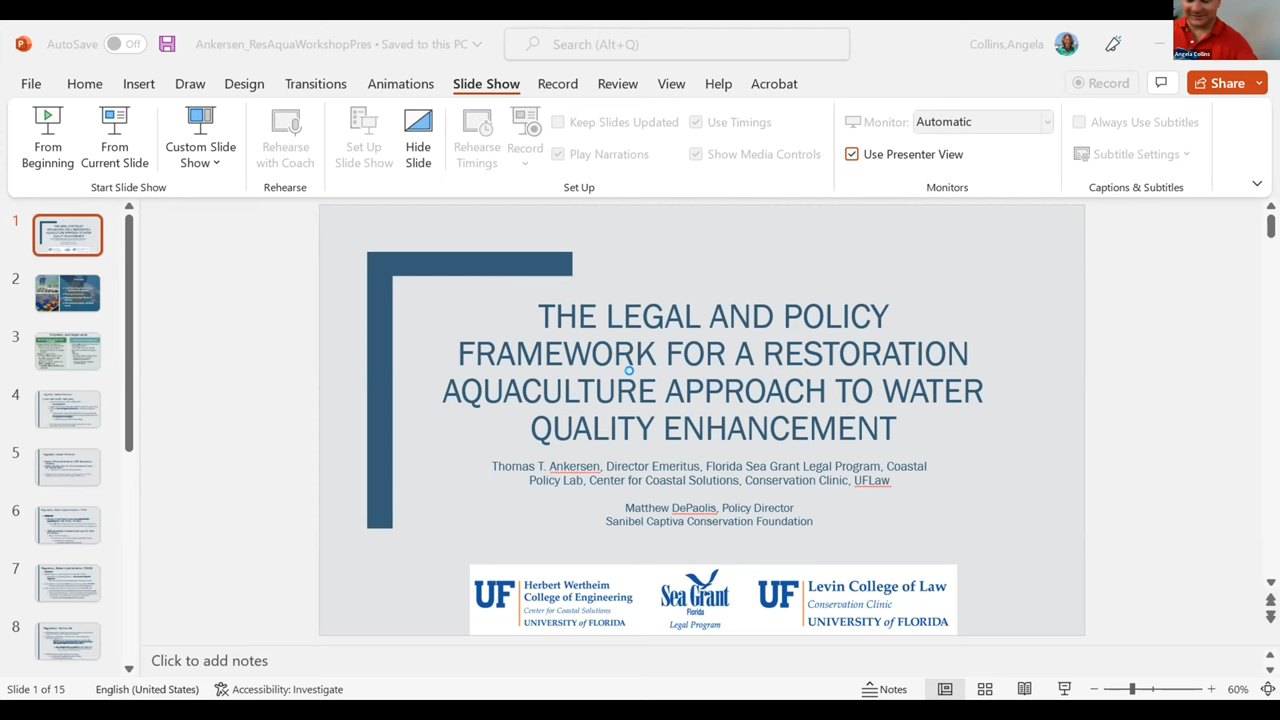 AutoSave
Off
Ankersen_ResAquaWorkshopPres • Saved to this PC
Search (Alt+Q)
Collins,Angela
Angela Collins
File
Home
Insert
Draw
Design
Transitions
Animations
Slide Show
Record
Review
View
Help
Acrobat
Record
Share
From
Beginning
From
Current Slide
Custom Slide
Show
Start Slide Show
Rehearse
with Coach
Rehearse
Set Up
Slide Show
Hide
Slide
Rehearse
Timings
Record
Keep Slides Updated
Play Narrations
Use Timings
Show Media Controls
Set Up
Monitor:
Automatic
Use Presenter View
Monitors
Always Use Subtitles
Subtitle Settings
Captions & Subtitles
1
2
3
4
5
6
7
8
THE LEGAL AND POLICY
FRAMEWORK FOR A RESTORATION
AQUACULTURE APPROACH TO WATER
QUALITY ENHANCEMENT
Thomas T. Ankersen, Director Emeritus, Florida Sea Grant Legal Program, Coastal
Policy Lab, Center for Coastal Solutions, Conservation Clinic, UFLaw
Matthew DePaolis, Policy Director
Sanibel Captiva Conservation Foundation
UF
Herbert Wertheim
College of Engineering
Center for Coastal Solutions
UNIVERSITY of FLORIDA
Sea Grant
Florida
Legal Program
UF
Levin College of Law
Conservation Clinic
UNIVERSITY of FLORIDA
Click to add notes
Slide 1 of 15
English (United States)
Accessibility: Investigate
Notes
60%